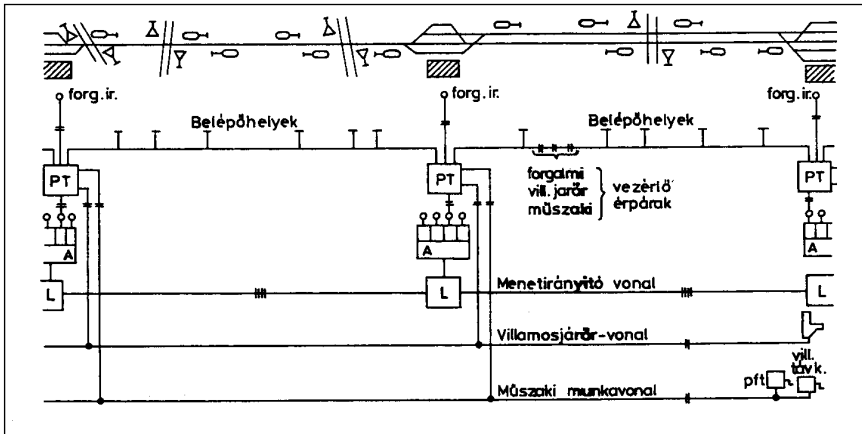 forg.ir.
forg.ir.
forg.ir.
Belépőhelyek
Belépőhelyek
PT
PT
PT
forgalmi
vill. jarőr
műszaki
vezérlő
érpárak
A
A
A
L
Menetirányító vonal
L
L
Villamosjárőr-vonal
vill.
távk.
pft
Műszaki munkavonal